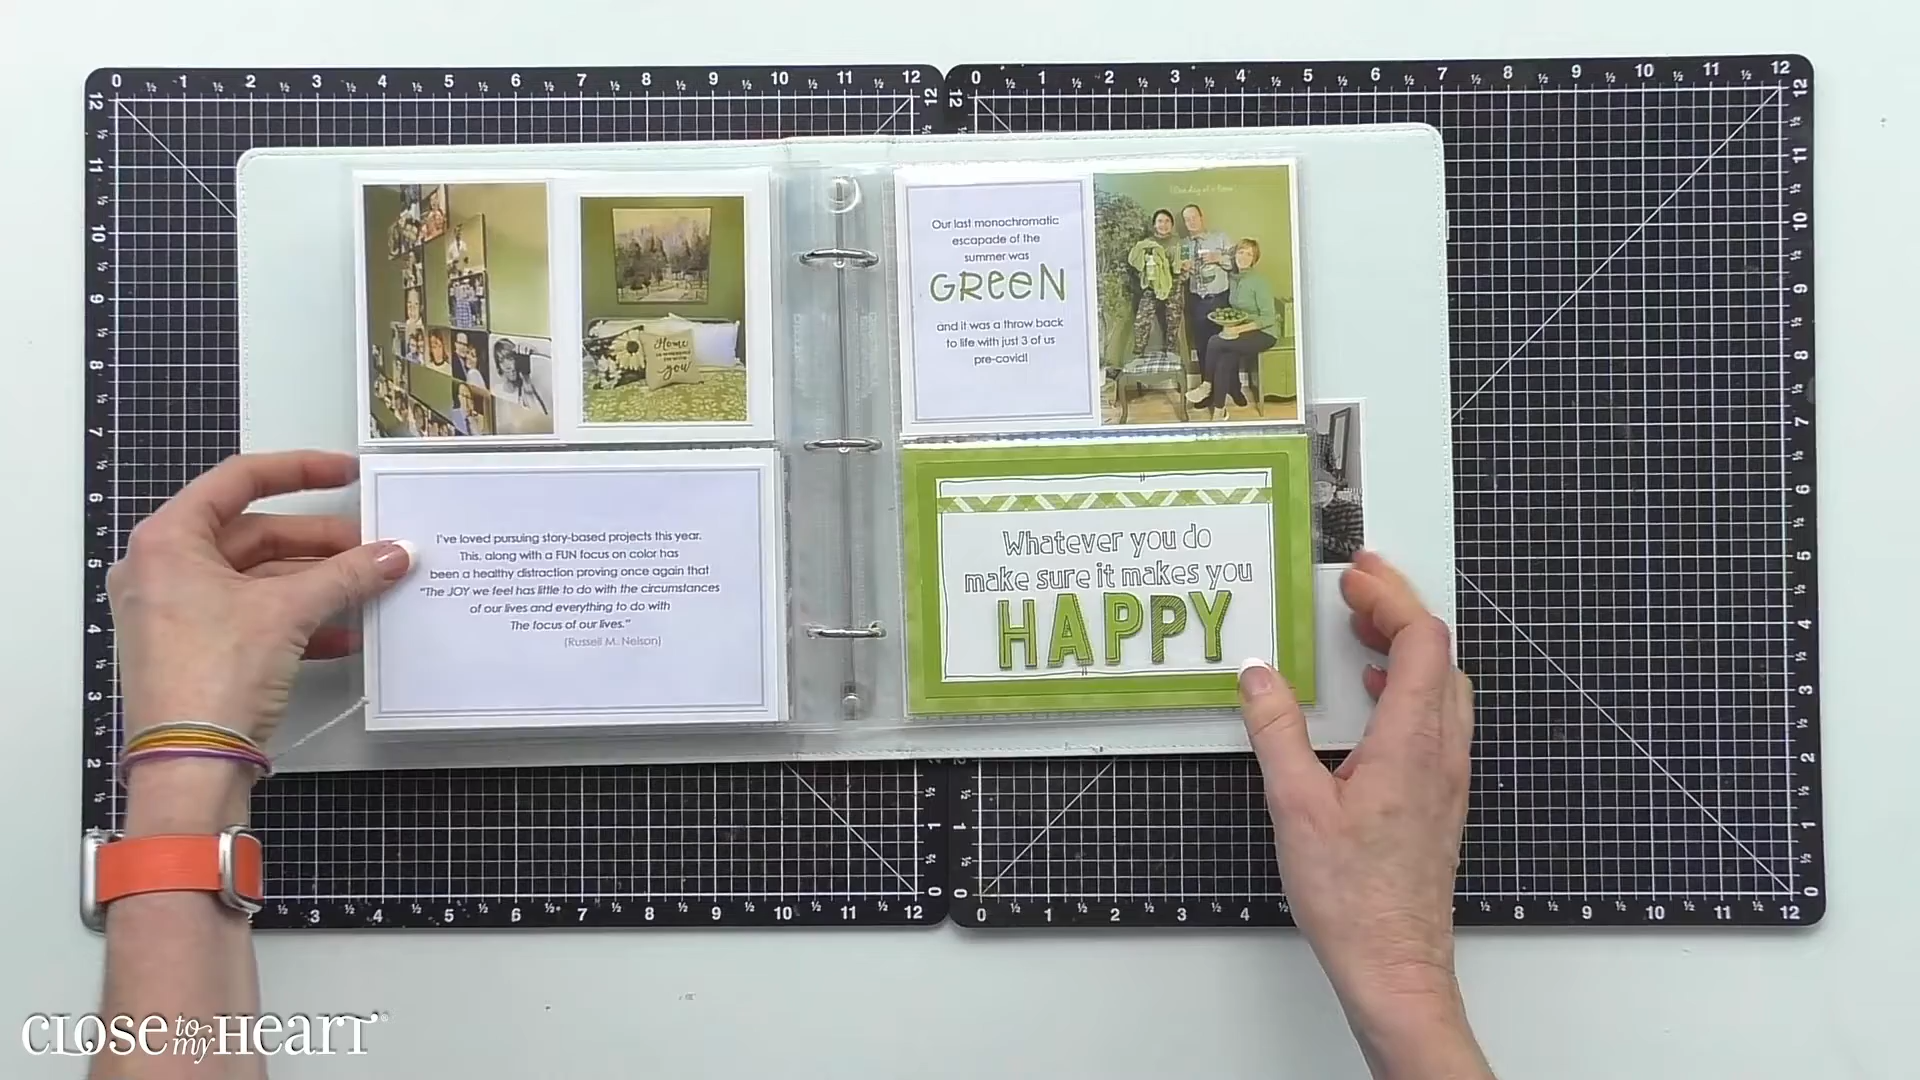 Our last monochromatic
escapade of the
summer was
GREEN
and it was a throw back
to life with just 3 of us
pre-covid!
Home
you
I've loved pursuing story-based projects this year.
This, along with a FUN focus on color has
been a healthy distraction proving once again that
"The JOY we feel has little to do with the circumstances
of our lives and everything to do with
The focus of our lives."
(Russell M. Nelson)
Whatever you do
make sure it makes you
HAPPY
CLOSE to my HEART®